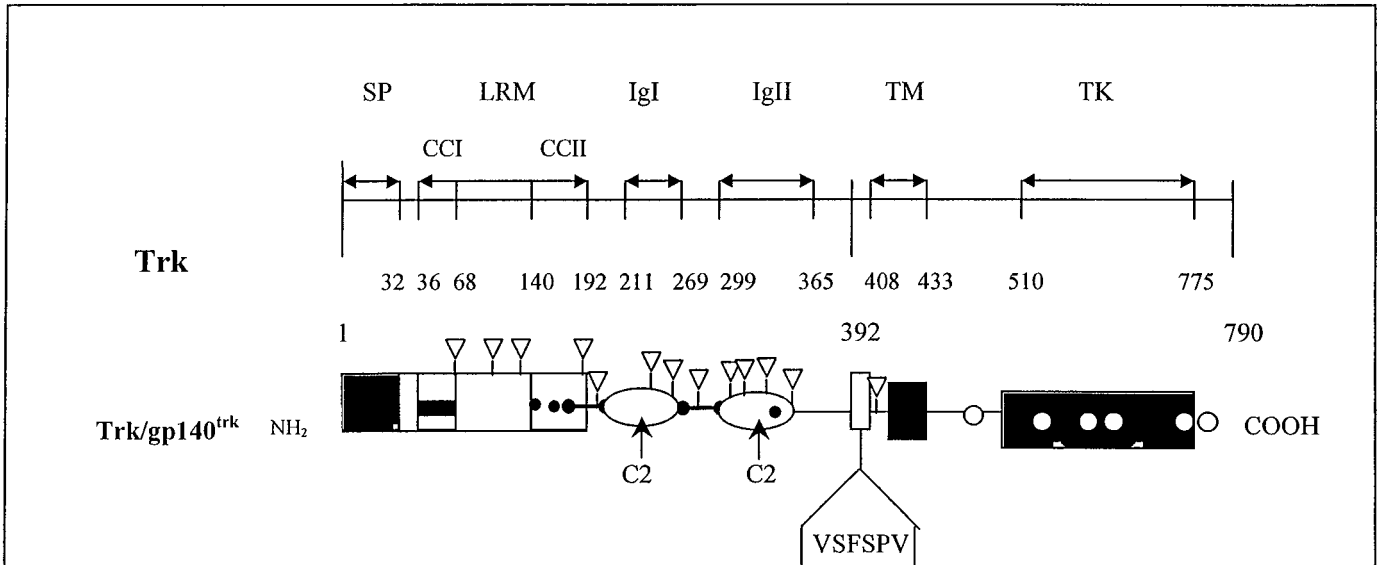 SP LRM IgI IgII TM TK
CCI CCII
Trk
32 36 68 140 192 211 269 299 365 408 433 510 775
1 392 790
Trk/gp140trk NH2 COOH
C2 C2
VSFSPV